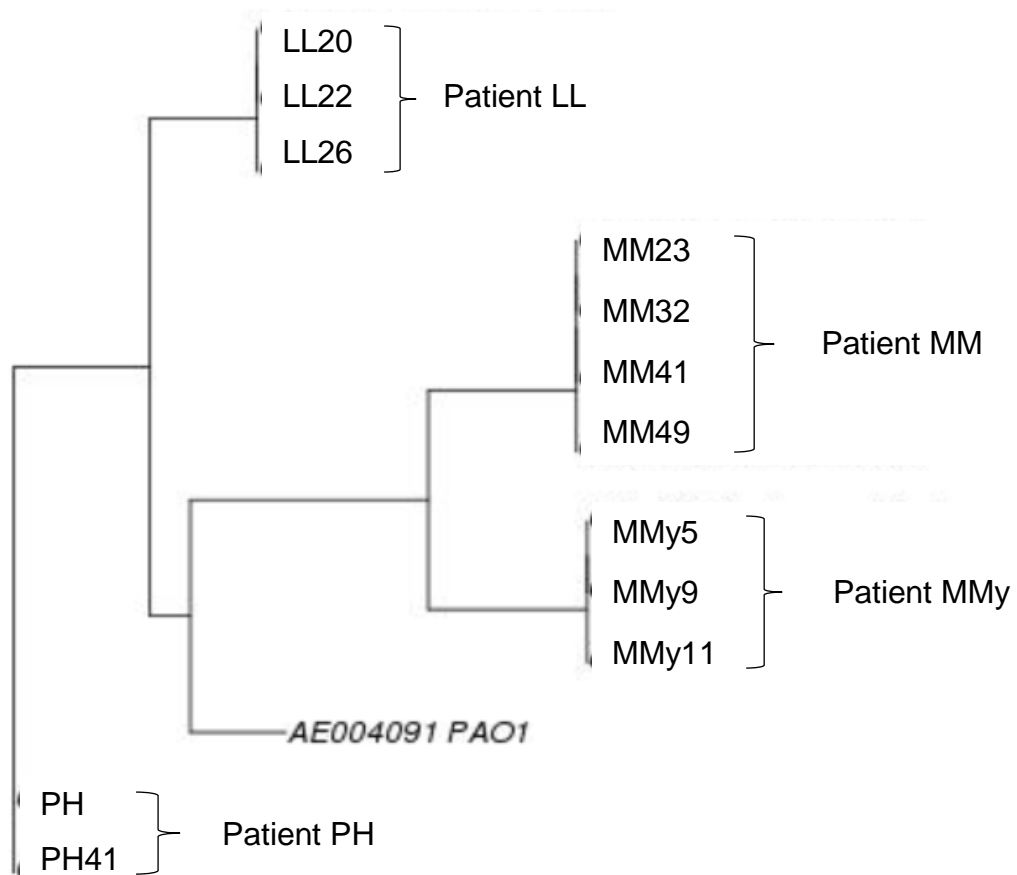 LL20
LL22
Patient LL
LL26
MM23
MM32
Patient MM
MM41
MM49
MMy5
MMy9
Patient MMy
MMy11
AE004091 PAO1
PH
Patient PH
PH41